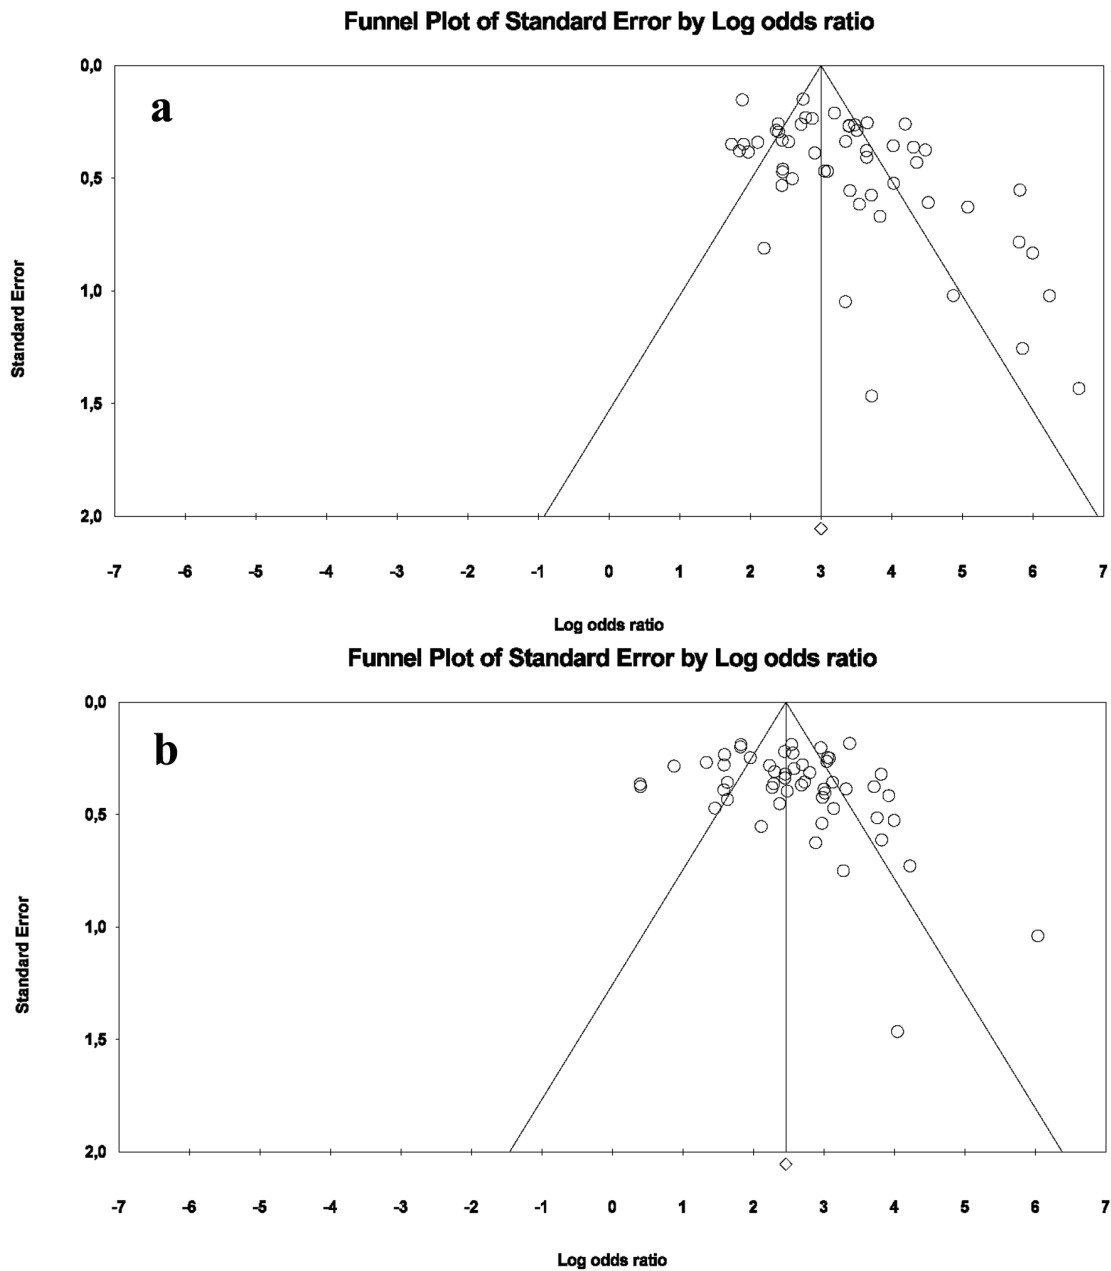 Funnel Plot of Standard Error by Log odds ratio
a
Standard Error
0,0
0,5
1,0
1,5
2,0
-7 -6 -5 -4 -3 -2 -1 0 1 2 3 4 5 6 7
Log odds ratio
Funnel Plot of Standard Error by Log odds ratio
b
Standard Error
0,0
0,5
1,0
1,5
2,0
-7 -6 -5 -4 -3 -2 -1 0 1 2 3 4 5 6 7
Log odds ratio